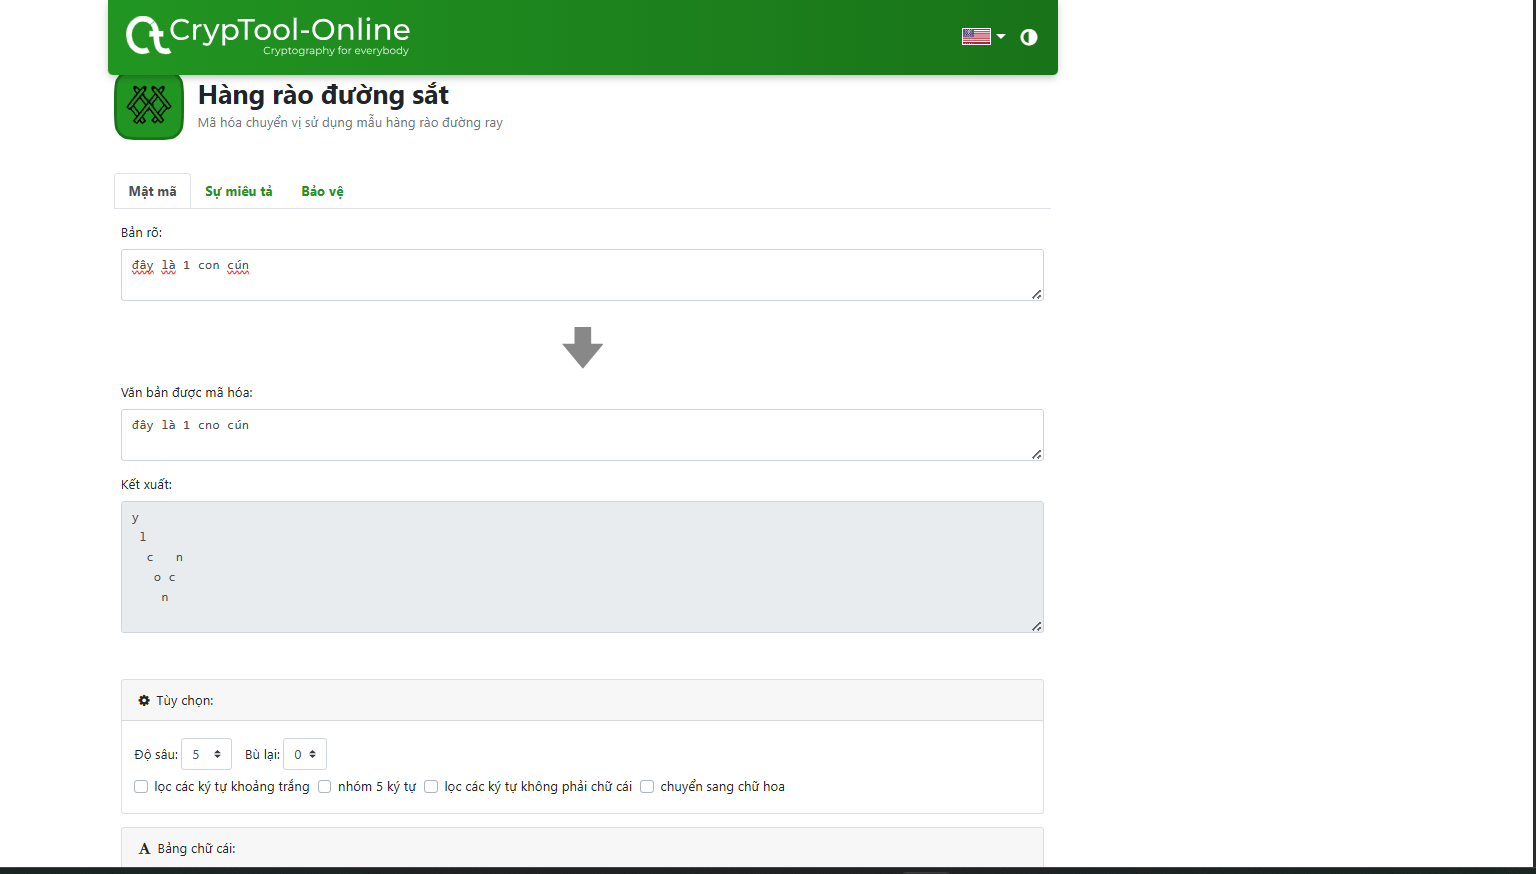 CrypTool-Online
Cryptography for everybody
Hàng rào đường sắt
Mã hóa chuyển vị sử dụng mẫu hàng rào đường ray
Mật mã Sự miêu tả Bảo vệ
Bản rõ:
đây là 1 con cún
Văn bản được mã hóa:
đây là 1 cno cún
Kết xuất:
y
l
c n
o c
n
Tùy chọn:
Độ sâu: 5 Bù lại: 0
lọc các ký tự khoảng trắng nhóm 5 ký tự lọc các ký tự không phải chữ cái chuyển sang chữ hoa
A Bảng chữ cái: